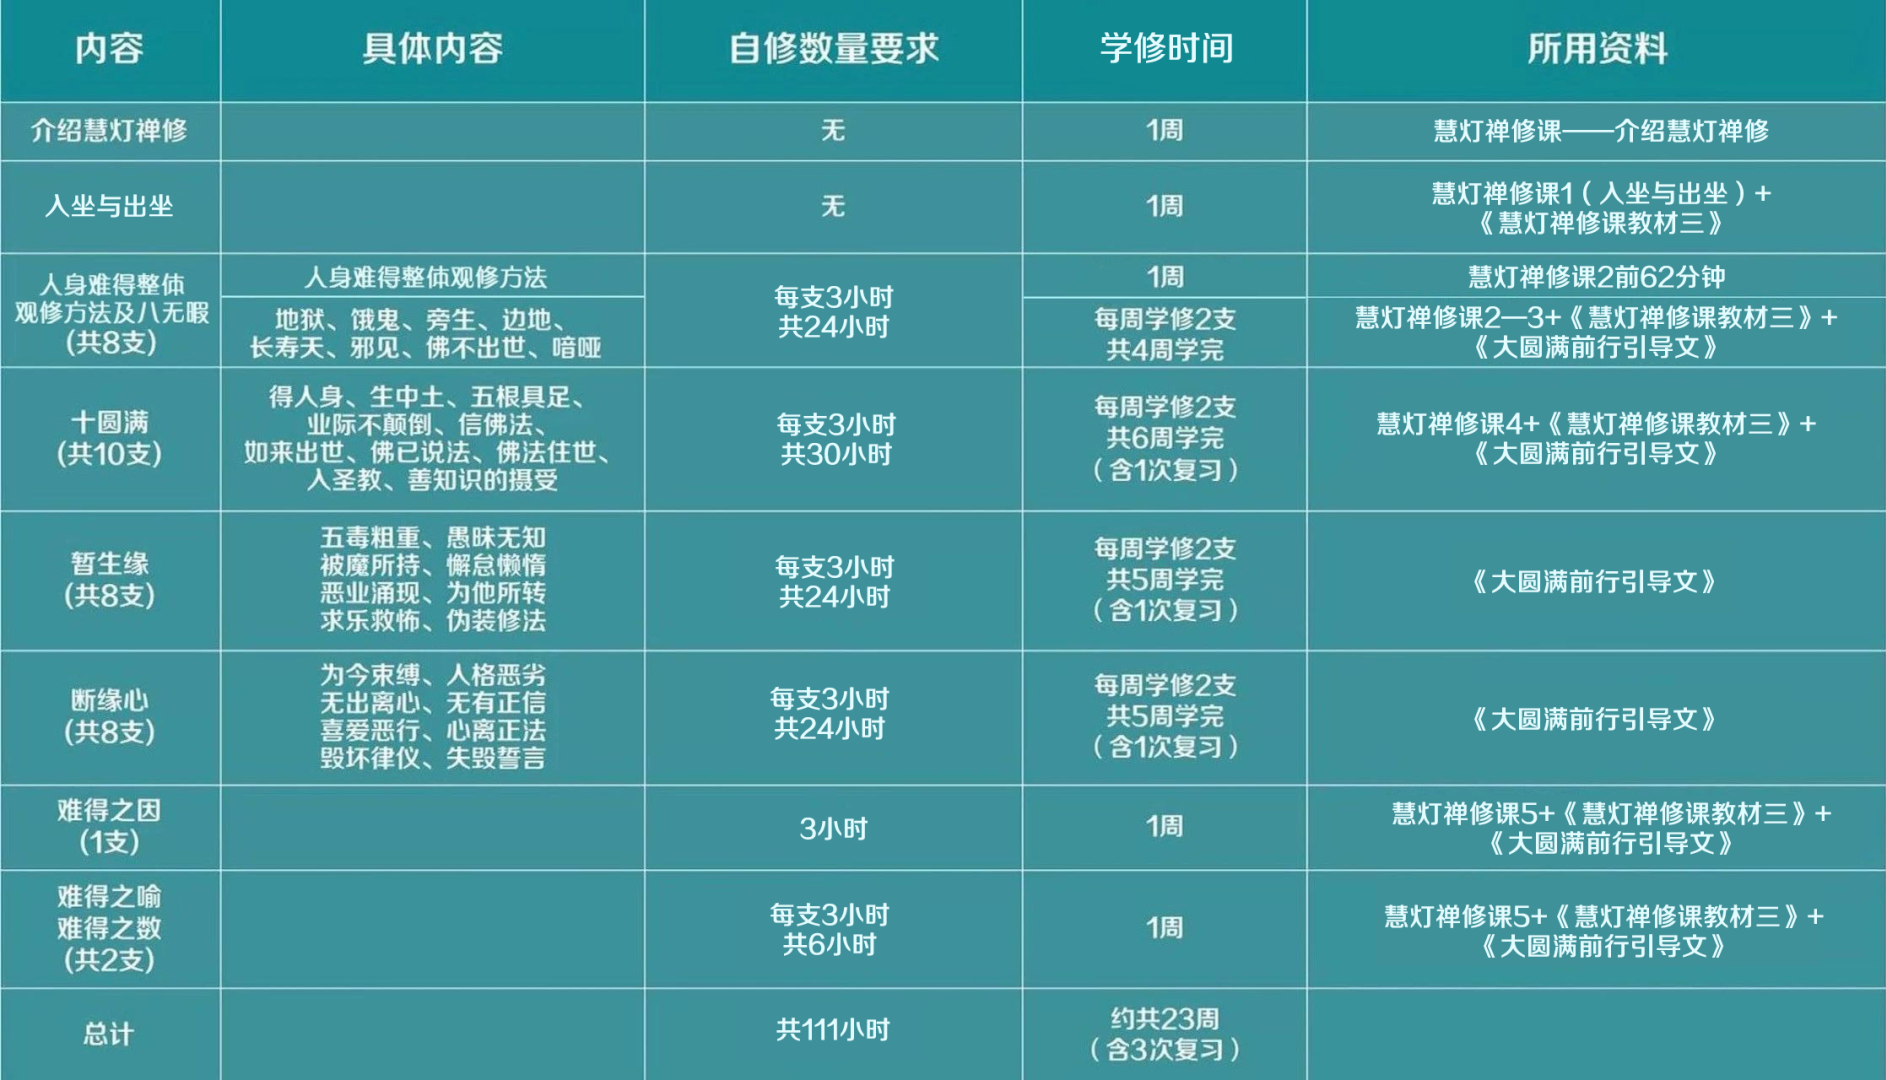 内容
具体内容
自修数量要求
学修时间
所用资料
介绍慧灯禅修
无
1周
慧灯禅修课——介绍慧灯禅修
入坐与出坐
无
1周
慧灯禅修课1（入坐与出坐）+
《慧灯禅修课教材三》
人身难得整体
观修方法及八无暇
(共8支)
人身难得整体观修方法
地狱、饿鬼、旁生、边地、
长寿天、邪见、佛不出世、喑哑
每支3小时
共24小时
1周
每周学修2支
共4周学完
慧灯禅修课2前62分钟
慧灯禅修课2—3+《慧灯禅修课教材三》+
《大圆满前行引导文》
十圆满
(共10支)
得人身、生中土、五根具足、
业际不颠倒、信佛法、
如来出世、佛已说法、佛法住世、
入圣教、善知识的摄受
每支3小时
共30小时
每周学修2支
共6周学完
（含1次复习）
慧灯禅修课4+《慧灯禅修课教材三》+
《大圆满前行引导文》
暂生缘
(共8支)
五毒粗重、愚昧无知
被魔所持、懈怠懒惰
恶业涌现、为他所转
求乐救怖、伪装修法
每支3小时
共24小时
每周学修2支
共5周学完
（含1次复习）
《大圆满前行引导文》
断缘心
(共8支)
为今束缚、人格恶劣
无出离心、无有正信
喜爱恶行、心离正法
毁坏律仪、失毁誓言
每支3小时
共24小时
每周学修2支
共5周学完
（含1次复习）
《大圆满前行引导文》
难得之因
(1支)
3小时
1周
慧灯禅修课5+《慧灯禅修课教材三》+
《大圆满前行引导文》
难得之喻
难得之数
(共2支)
每支3小时
共6小时
1周
慧灯禅修课5+《慧灯禅修课教材三》+
《大圆满前行引导文》
总计
共111小时
约共23周
（含3次复习）